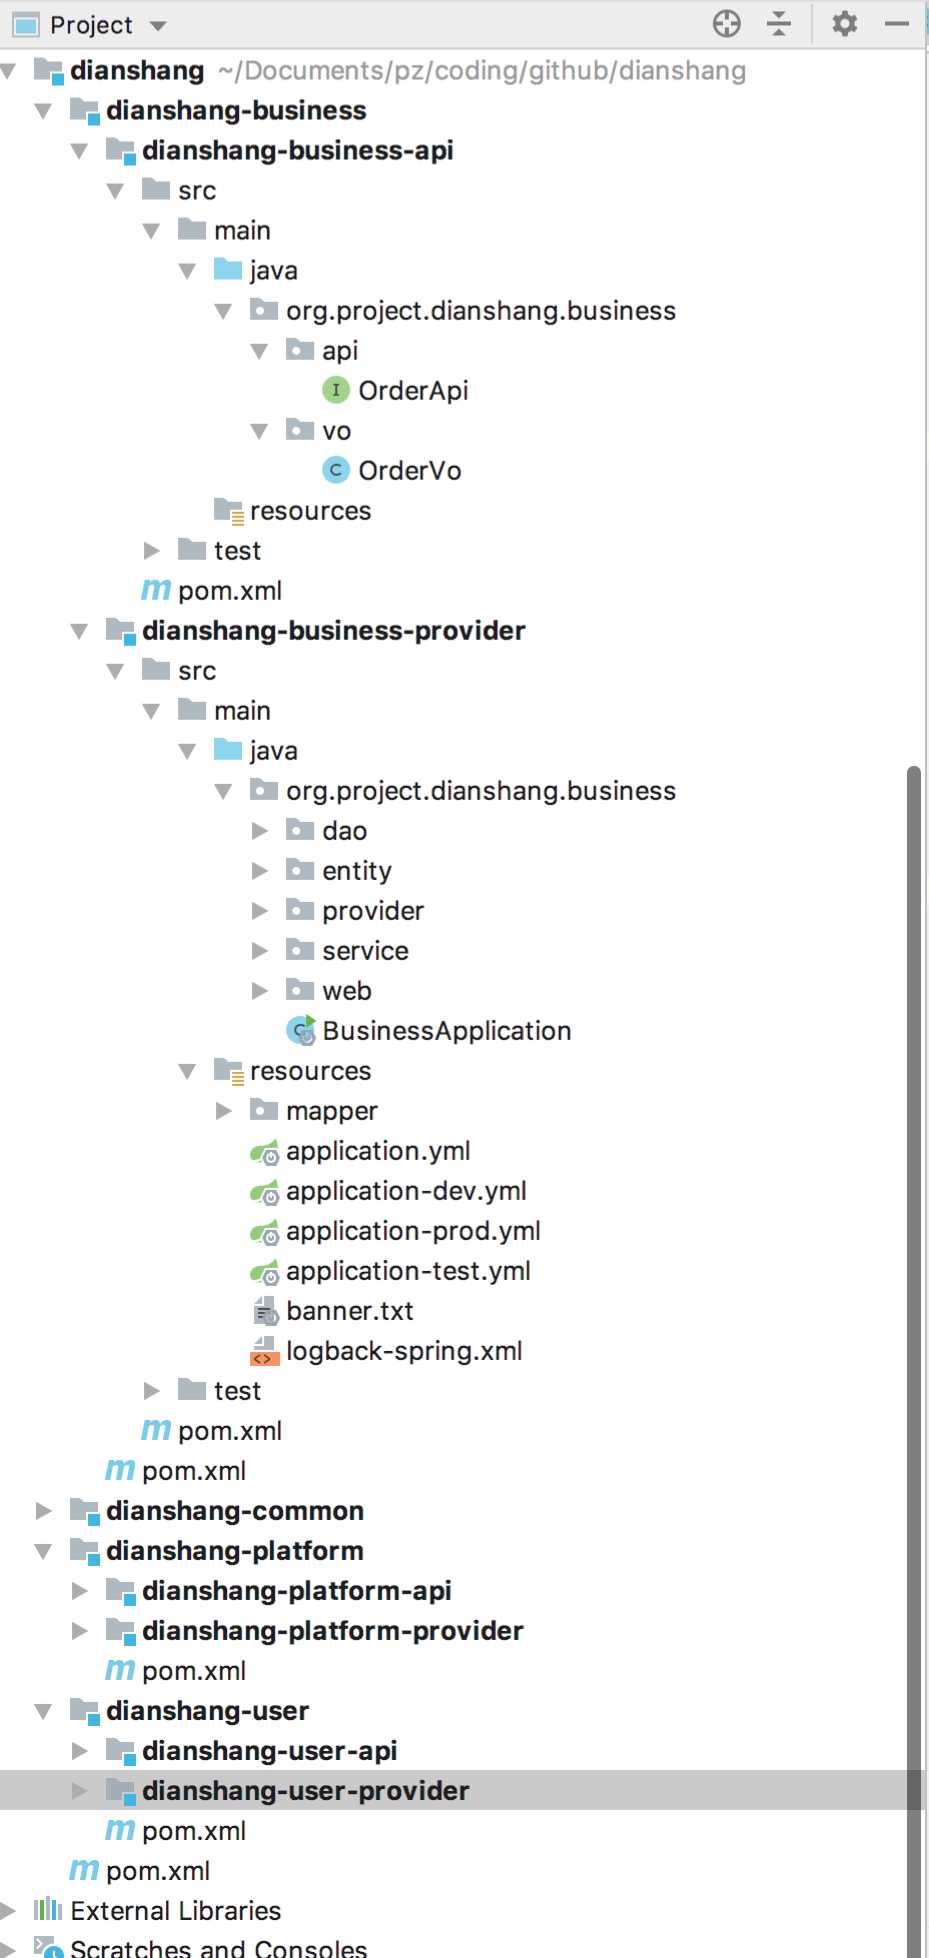 Project
dianshang ~/Documents/pz/coding/github/dianshang
dianshang-business
dianshang-business-api
src
main
java
org.project.dianshang.business
api
I OrderApi
vo
C OrderVo
resources
test
m pom.xml
dianshang-business-provider
src
main
java
org.project.dianshang.business
dao
entity
provider
service
web
C BusinessApplication
resources
mapper
application.yml
application-dev.yml
application-prod.yml
application-test.yml
banner.txt
logback-spring.xml
test
m pom.xml
m pom.xml
dianshang-common
dianshang-platform
dianshang-platform-api
dianshang-platform-provider
m pom.xml
dianshang-user
dianshang-user-api
dianshang-user-provider
m pom.xml
m pom.xml
External Libraries
Scratches and Consoles